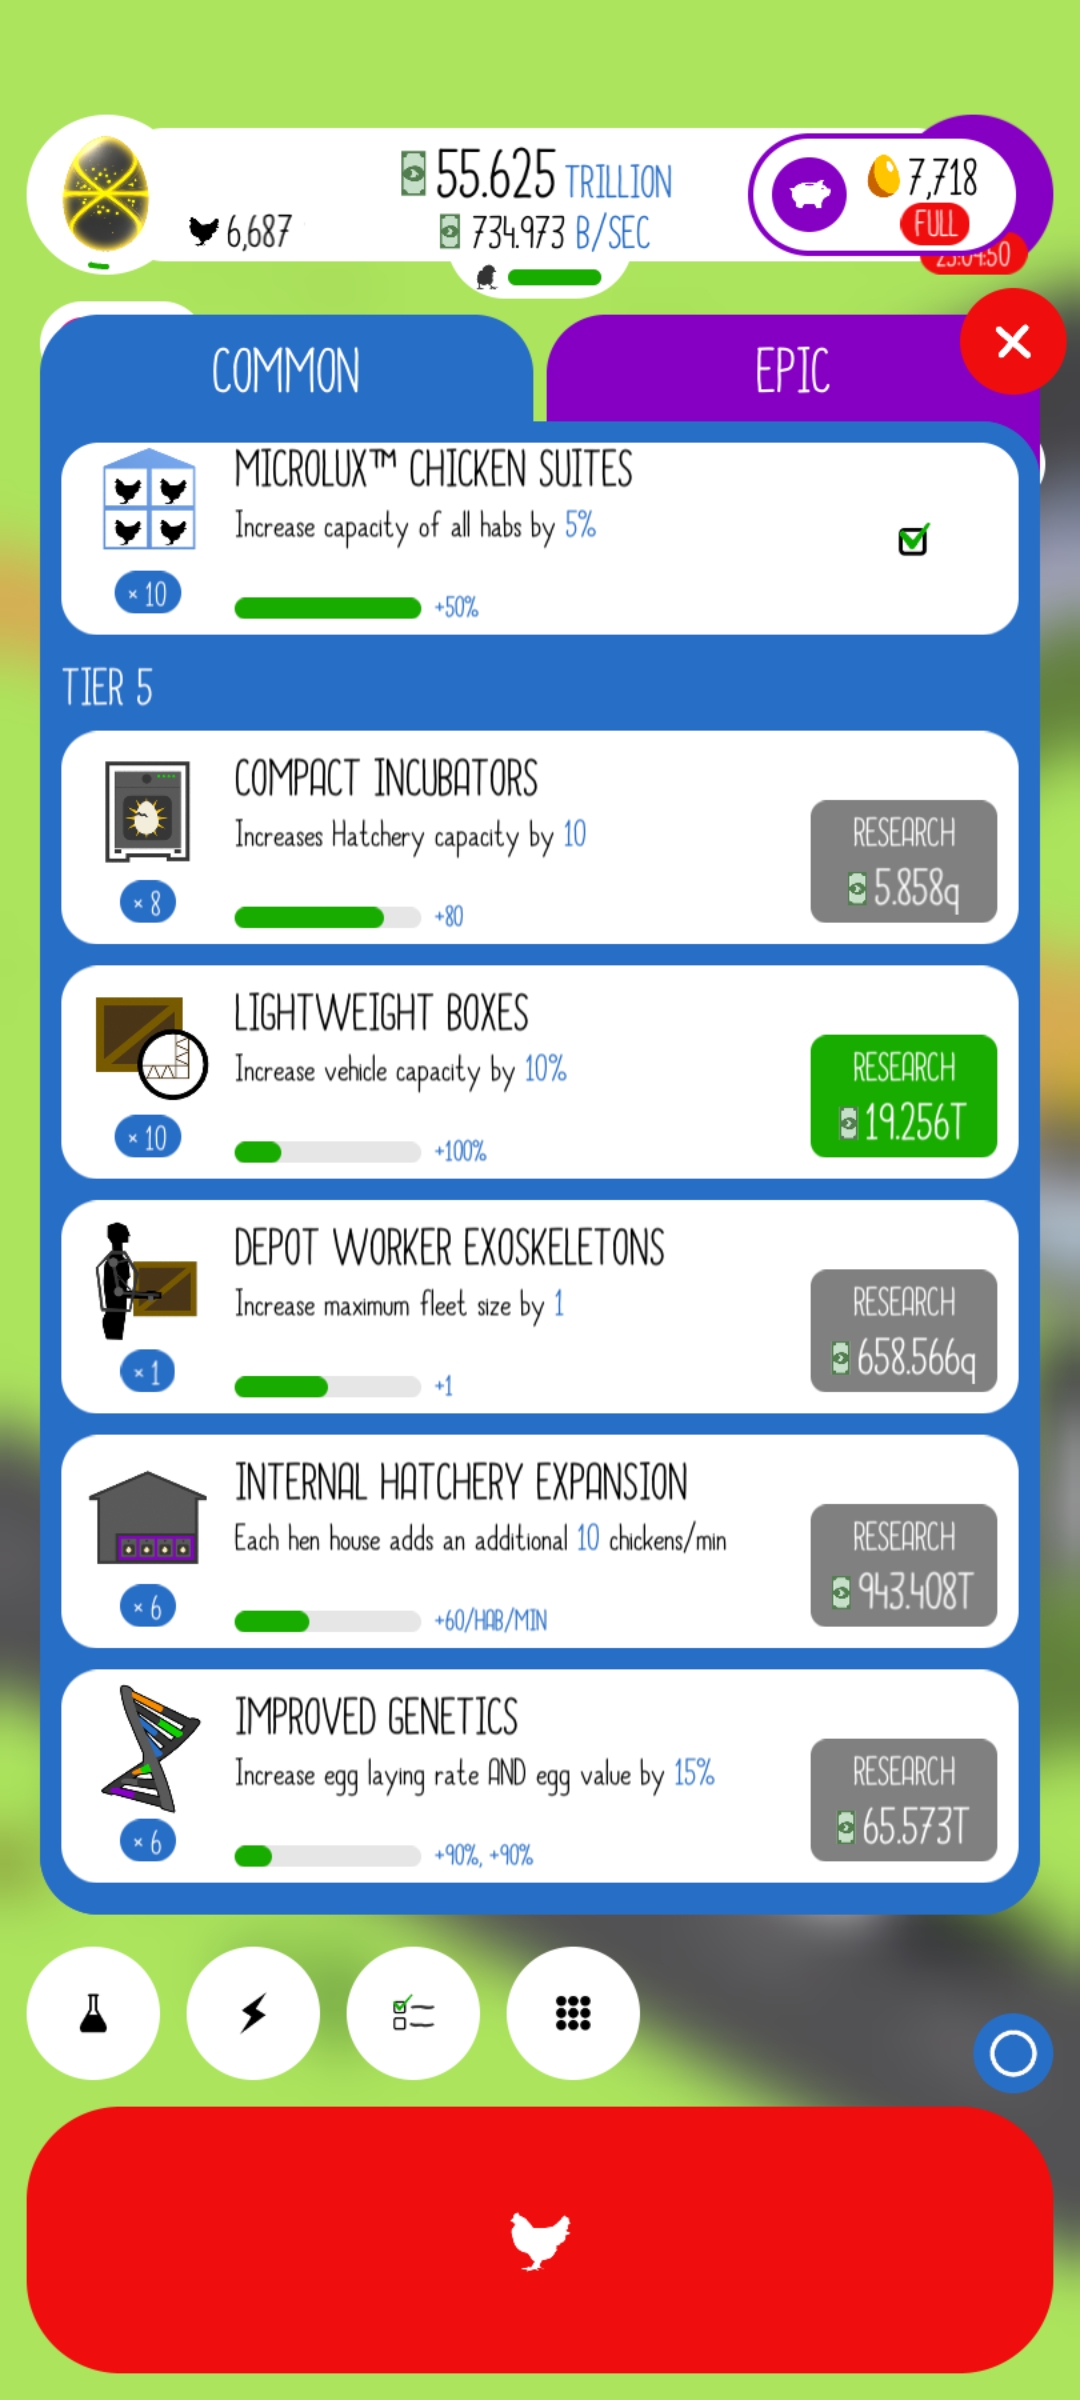 55.625 TRILLION
7,718
6,687
734.973 B/SEC
FULL
COMMON
EPIC
MICROLUX™ CHICKEN SUITES
Increase capacity of all habs by 5%
× 10
+50%
TIER 5
COMPACT INCUBATORS
Increases Hatchery capacity by 10
RESEARCH
5.858q
× 8
+80
LIGHTWEIGHT BOXES
Increase vehicle capacity by 10%
RESEARCH
19.256T
× 10
+100%
DEPOT WORKER EXOSKELETONS
Increase maximum fleet size by 1
RESEARCH
658.566q
× 1
+1
INTERNAL HATCHERY EXPANSION
Each hen house adds an additional 10 chickens/min
RESEARCH
943.408T
× 6
+60/HAB/MIN
IMPROVED GENETICS
Increase egg laying rate AND egg value by 15%
RESEARCH
65.573T
× 6
+90%, +90%